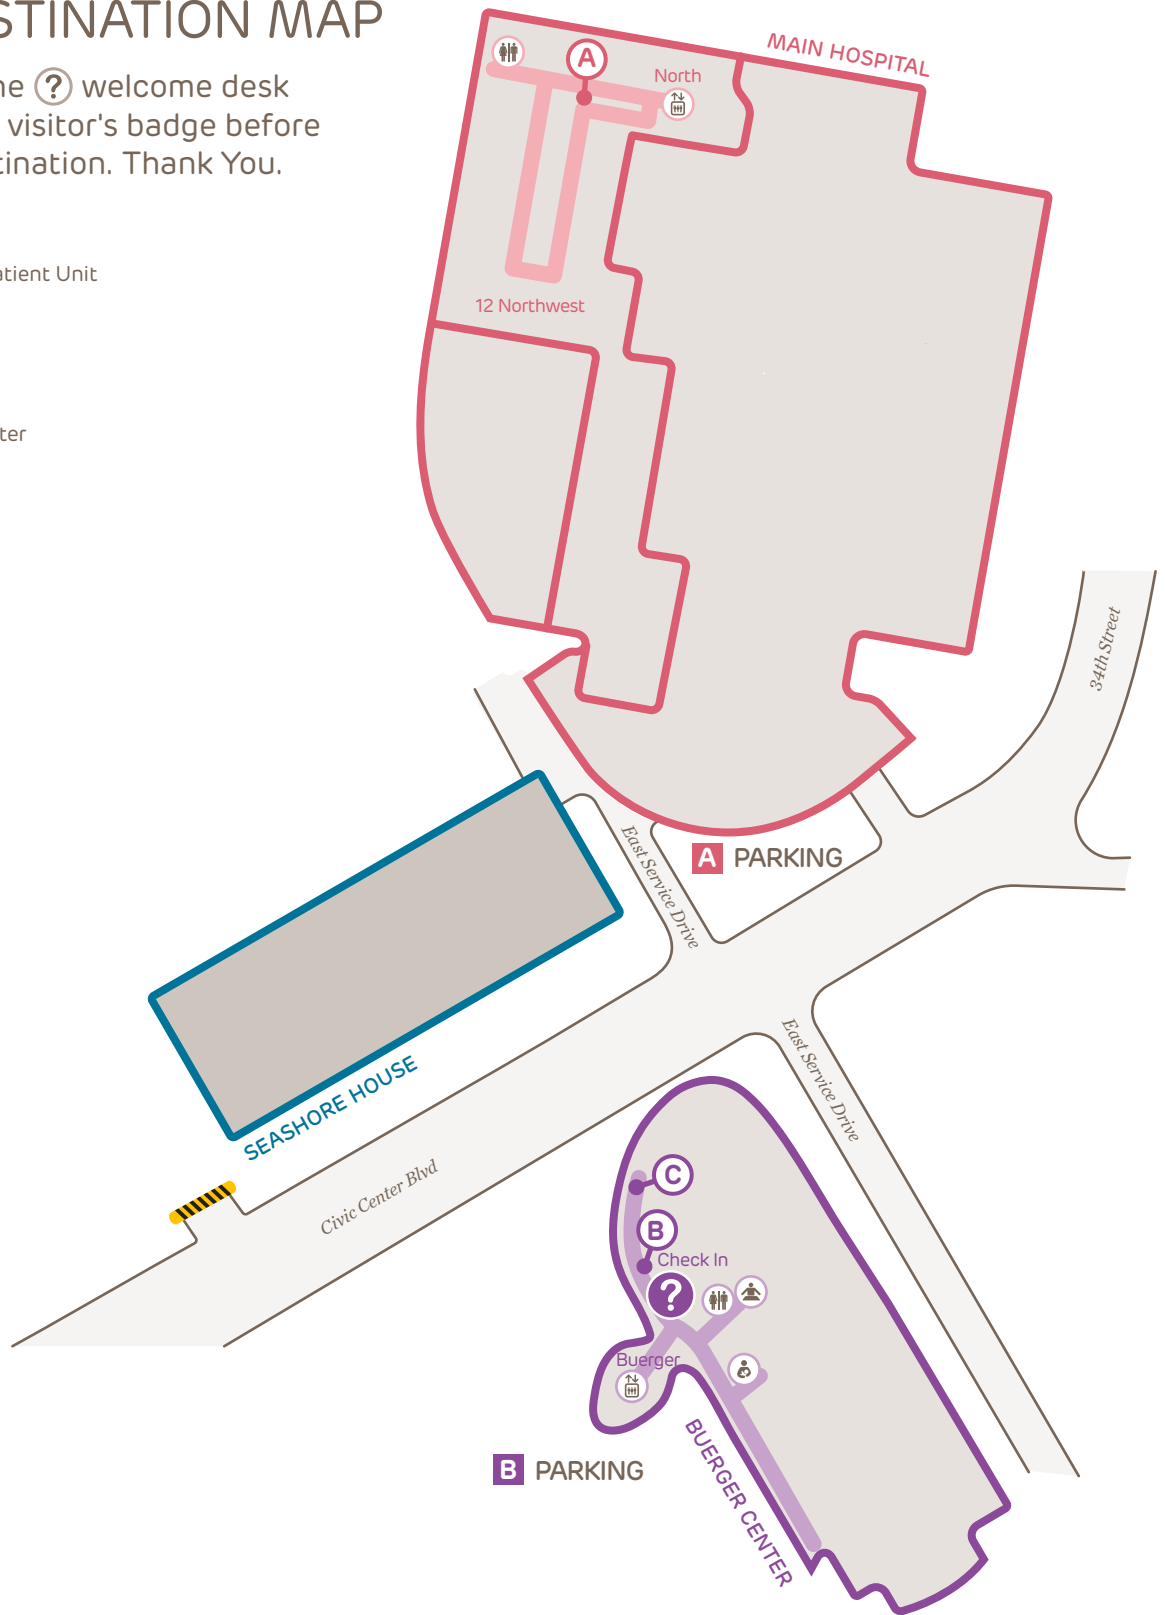 STINATION MAP
ne ? welcome desk
visitor's badge before
tination. Thank You.
atient Unit
ter
MAIN HOSPITAL
A
North
12 Northwest
34th Street
East Service Drive
A PARKING
SEASHORE HOUSE
East Service Drive
Civic Center Blvd
C
B
Check In
?
Buerger
B PARKING
BUERGER CENTER